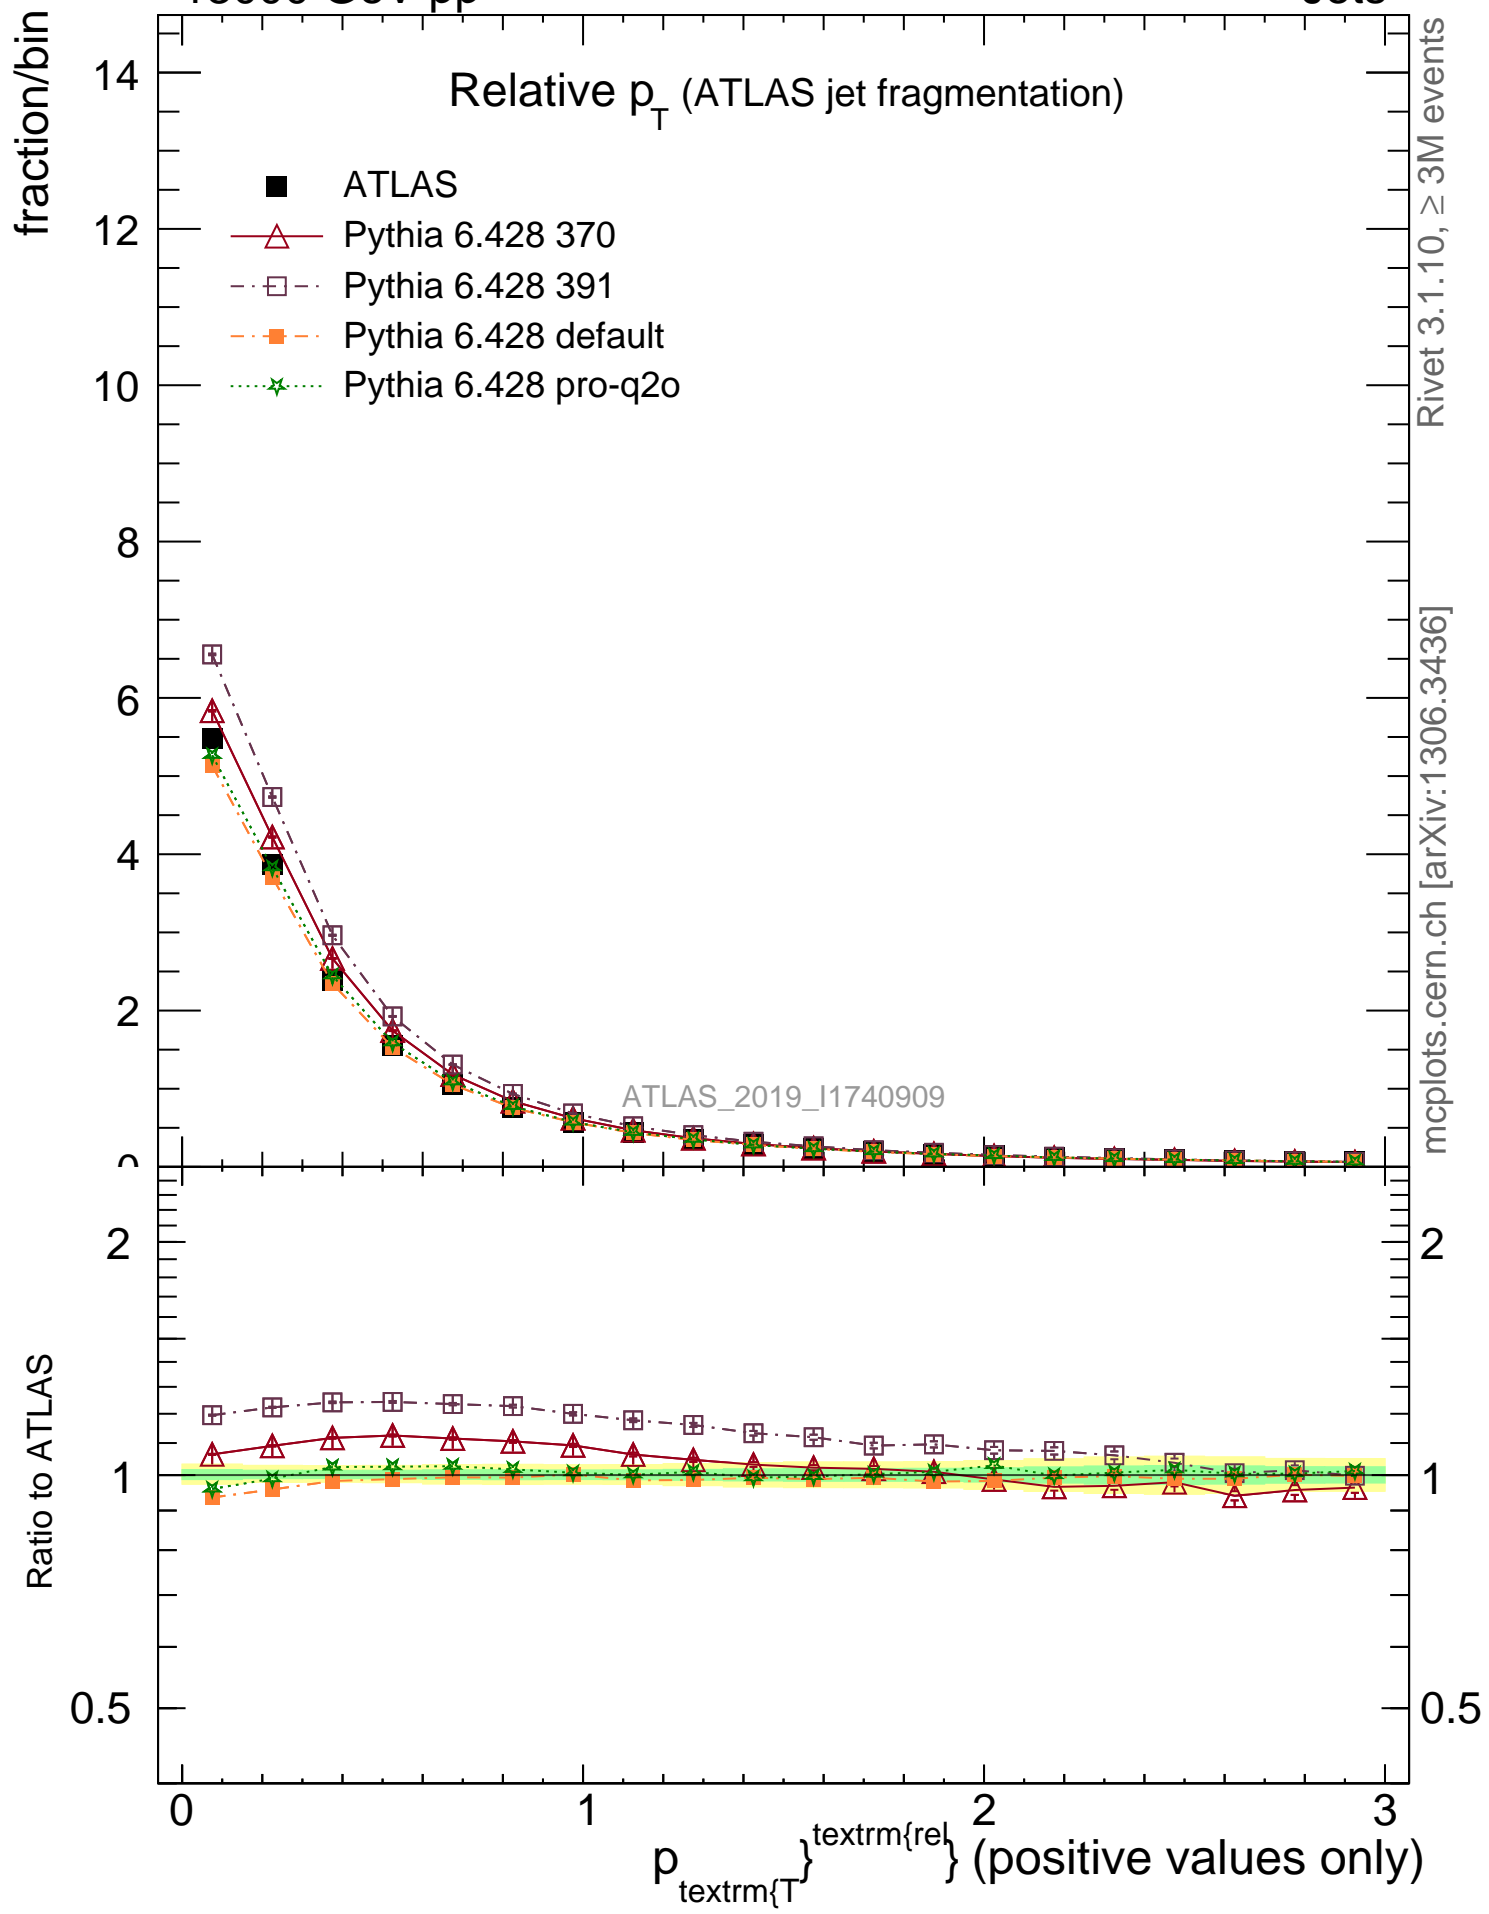 fraction/bin
Relative p_T (ATLAS jet fragmentation)
ATLAS
Pythia 6.428 370
Pythia 6.428 391
Pythia 6.428 default
Pythia 6.428 pro-q2o
14
12
10
8
6
4
2
0
ATLAS_2019_I1740909
Rivet 3.1.10, ≥ 3M events
mcplots.cern.ch [arXiv:1306.3436]
Ratio to ATLAS
2
1
0.5
2
1
0.5
0 1 2 3
p_textrm{T}^textrm{rel} (positive values only)